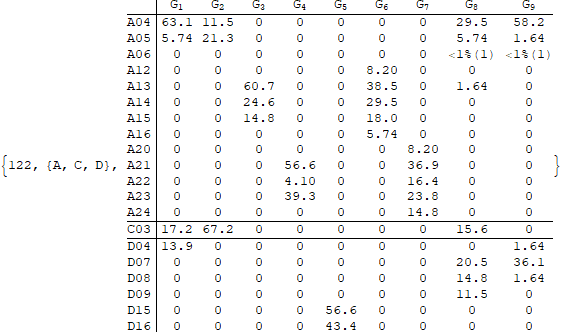 G1 G2 G3 G4 G5 G6 G7 G8 G9
A04 63.1 11.5 0 0 0 0 0 29.5 58.2
A05 5.74 21.3 0 0 0 0 0 5.74 1.64
A06 0 0 0 0 0 0 0 <1%(1) <1%(1)
A12 0 0 0 0 0 8.20 0 0 0
A13 0 0 60.7 0 0 38.5 0 1.64 0
A14 0 0 24.6 0 0 29.5 0 0 0
A15 0 0 14.8 0 0 18.0 0 0 0
A16 0 0 0 0 0 5.74 0 0 0
A20 0 0 0 0 0 0 8.20 0 0
{122, {A, C, D}, A21 0 0 0 56.6 0 0 36.9 0 0 }
A22 0 0 0 4.10 0 0 16.4 0 0
A23 0 0 0 39.3 0 0 23.8 0 0
A24 0 0 0 0 0 0 14.8 0 0
C03 17.2 67.2 0 0 0 0 0 15.6 0
D04 13.9 0 0 0 0 0 0 0 1.64
D07 0 0 0 0 0 0 0 20.5 36.1
D08 0 0 0 0 0 0 0 14.8 1.64
D09 0 0 0 0 0 0 0 11.5 0
D15 0 0 0 0 56.6 0 0 0 0
D16 0 0 0 0 43.4 0 0 0 0